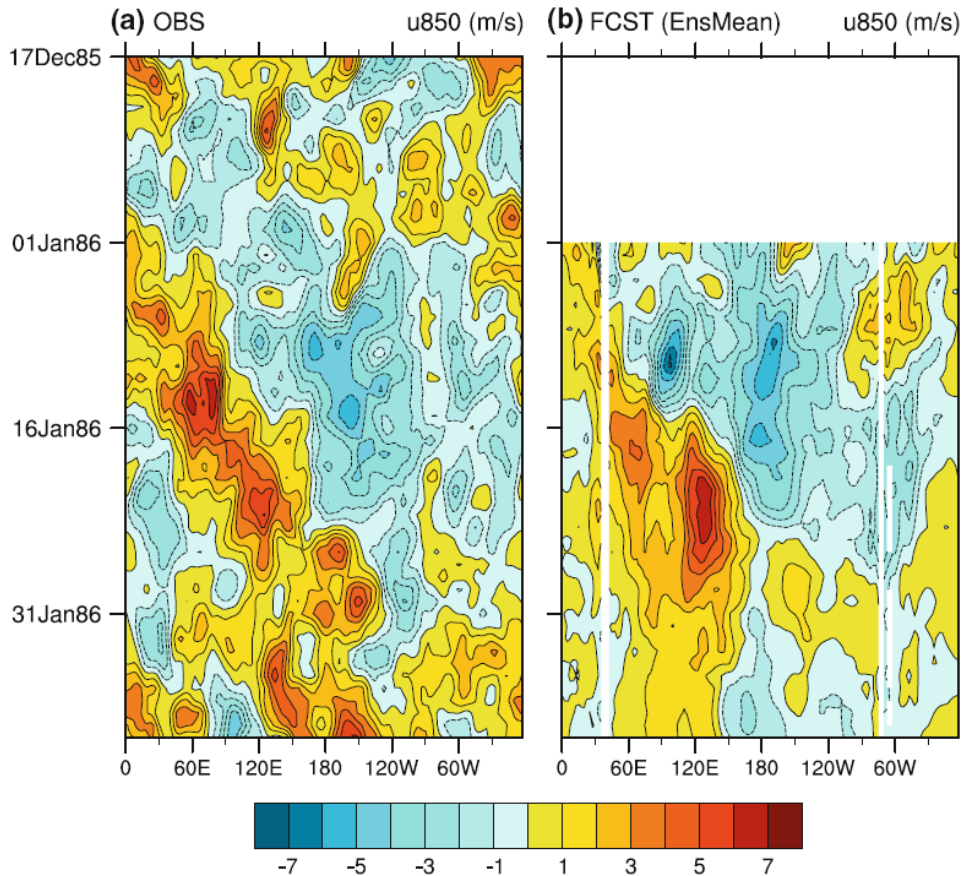 (a) OBS u850 (m/s)
(b) FCST (EnsMean) u850 (m/s)
17Dec85
01Jan86
16Jan86
31Jan86
0 60E 120E 180 120W 60W
0 60E 120E 180 120W 60W
-7 -5 -3 -1 1 3 5 7